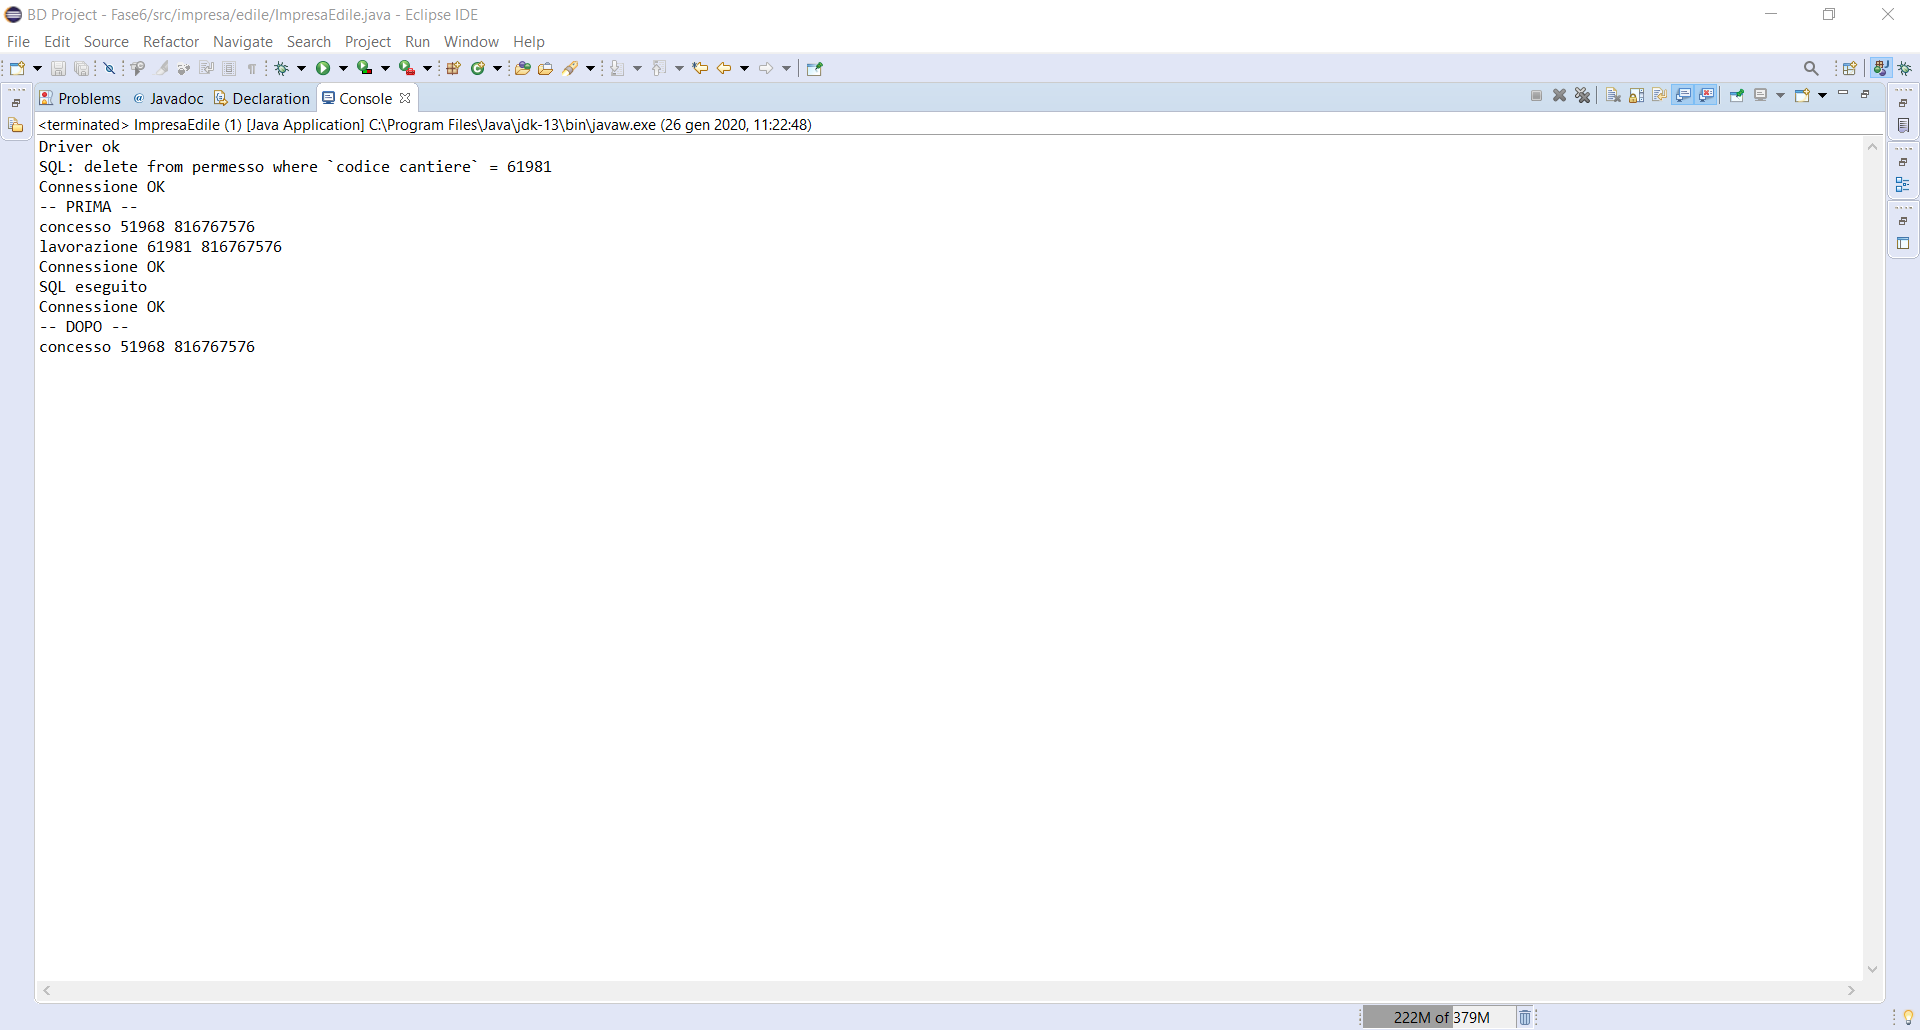 BD Project - Fase6/src/impresa/edile/ImpresaEdile.java - Eclipse IDE
File Edit Source Refactor Navigate Search Project Run Window Help
Problems @ Javadoc Declaration Console
<terminated> ImpresaEdile (1) [Java Application] C:\Program Files\Java\jdk-13\bin\javaw.exe (26 gen 2020, 11:22:48)
Driver ok
SQL: delete from permesso where `codice cantiere` = 61981
Connessione OK
-- PRIMA --
concesso 51968 816767576
lavorazione 61981 816767576
Connessione OK
SQL eseguito
Connessione OK
-- DOPO --
concesso 51968 816767576
222M of 379M